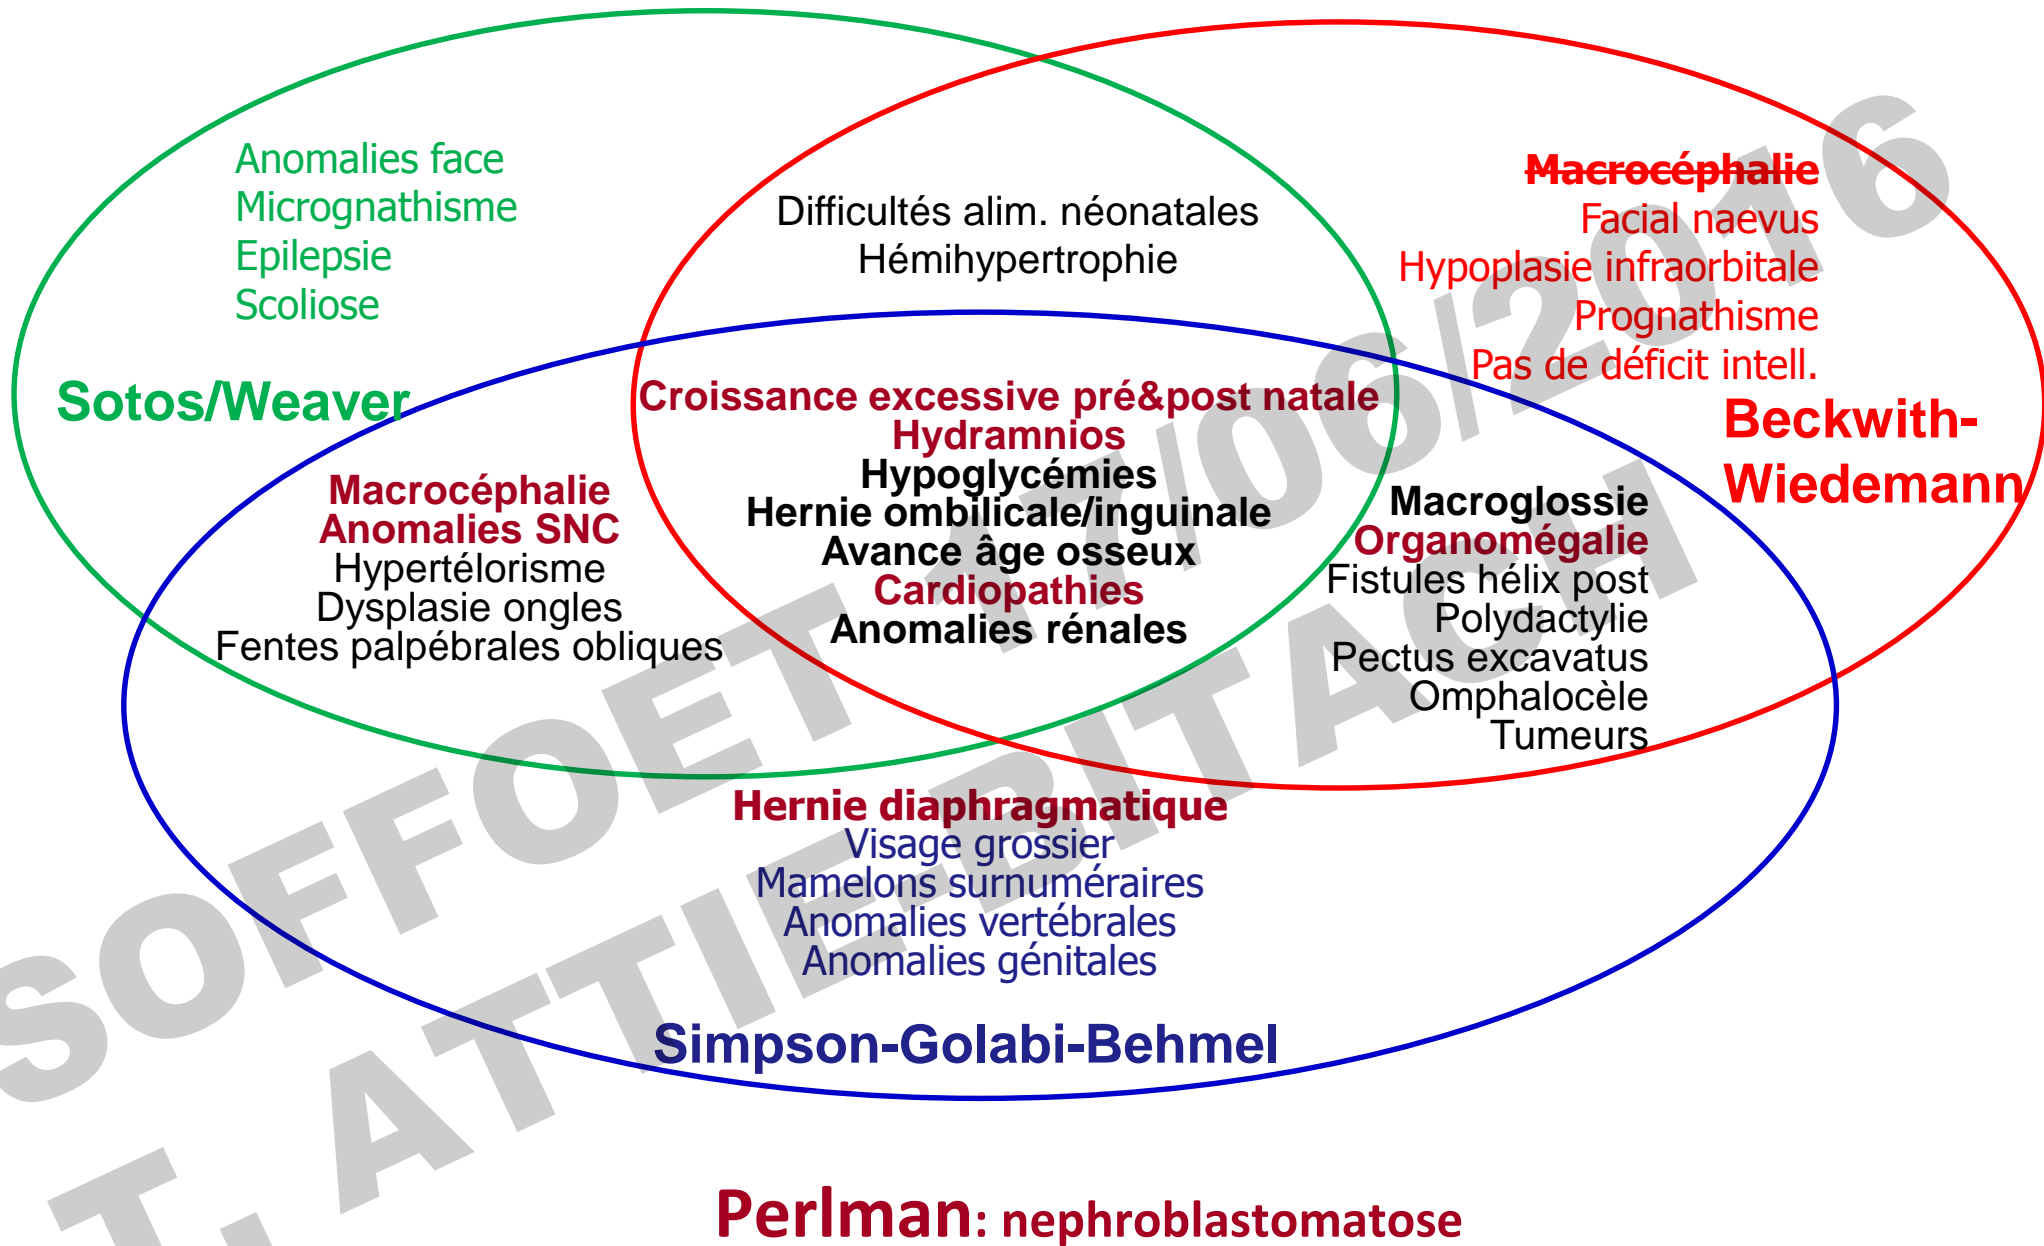 Anomalies face
Micrognathisme
Epilepsie
Scoliose
Sotos/Weaver
Difficultés alim. néonatales
Hémihypertrophie
Macrocéphalie
Facial naevus
Hypoplasie infraorbitale
Prognathisme
Pas de déficit intell.
Beckwith-
Wiedemann
Croissance excessive pré&post natale
Hydramnios
Hypoglycémies
Hernie ombilicale/inguinale
Avance âge osseux
Cardiopathies
Anomalies rénales
Macrocéphalie
Anomalies SNC
Hypertélorisme
Dysplasie ongles
Fentes palpébrales obliques
Macroglossie
Organomégalie
Fistules hélix post
Polydactylie
Pectus excavatus
Omphalocèle
Tumeurs
Hernie diaphragmatique
Visage grossier
Mamelons surnuméraires
Anomalies vertébrales
Anomalies génitales
Simpson-Golabi-Behmel
Perlman: nephroblastomatose
SOFFOET 17/06/2016
T. ATTIE-BITACH